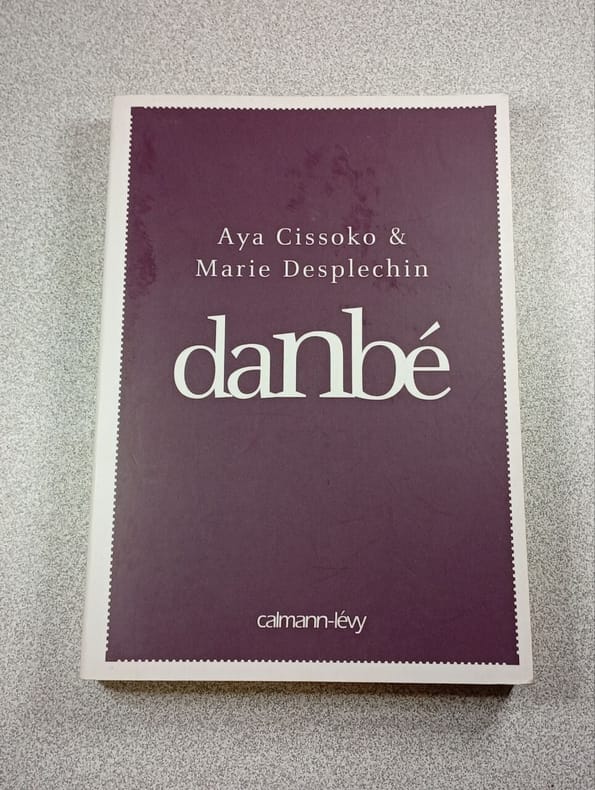 Aya Cissoko &
Marie Desplechin
danbé
calmann-lévy